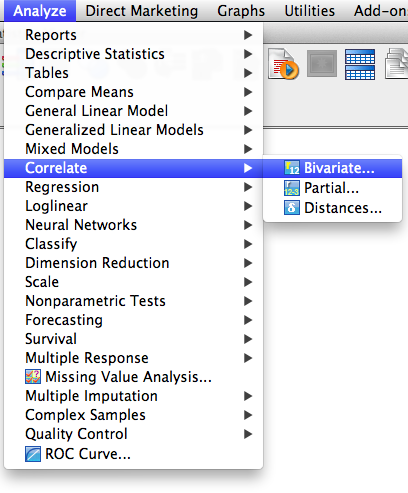 Analyze Direct Marketing Graphs Utilities Add-on
Reports
Descriptive Statistics
Tables
Compare Means
General Linear Model
Generalized Linear Models
Mixed Models
Correlate
Bivariate...
Partial...
Distances...
Regression
Loglinear
Neural Networks
Classify
Dimension Reduction
Scale
Nonparametric Tests
Forecasting
Survival
Multiple Response
Missing Value Analysis...
Multiple Imputation
Complex Samples
Quality Control
ROC Curve...